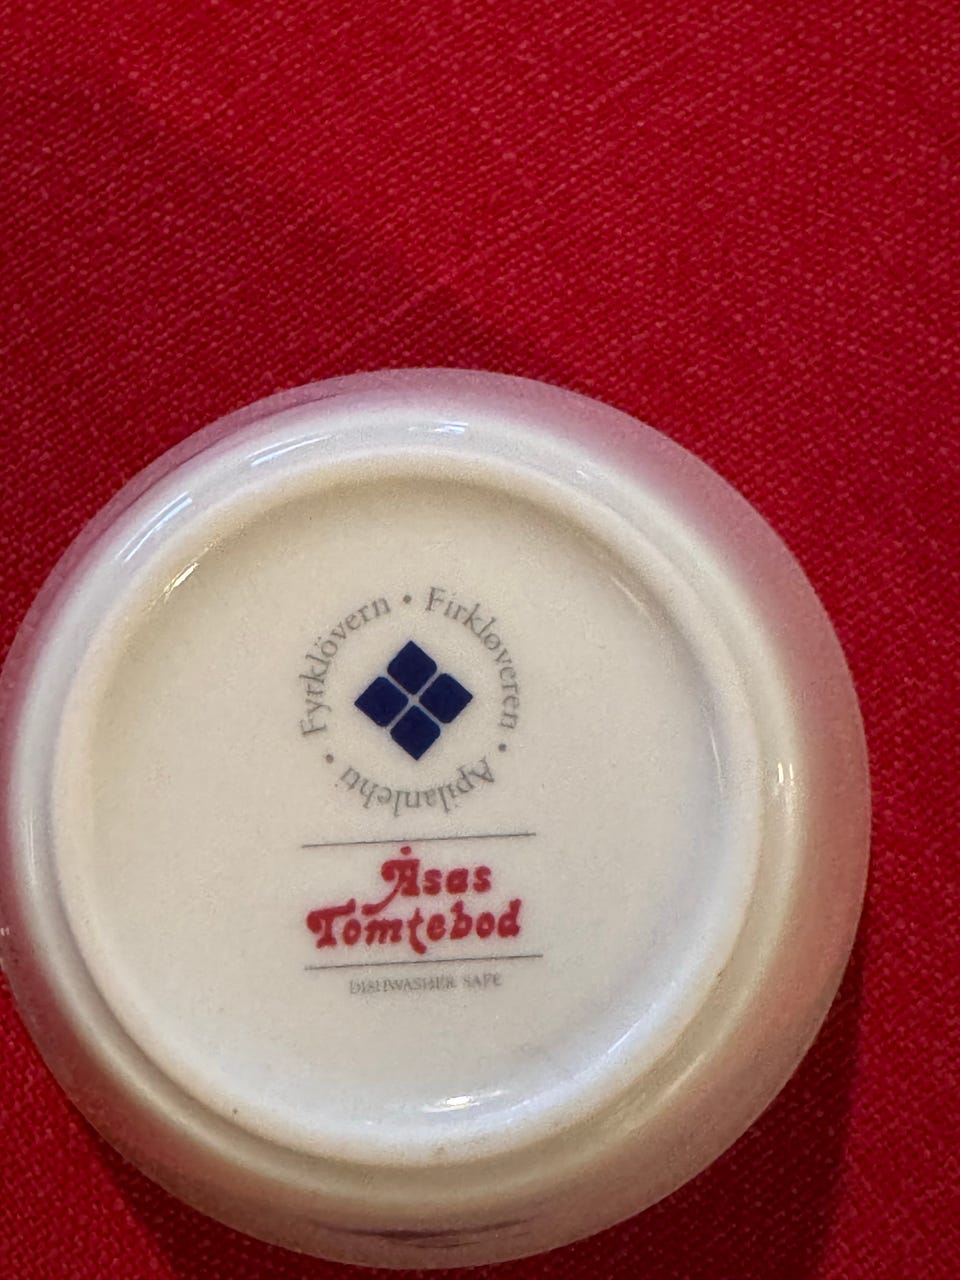 Fyrklövern • Firkløveren • Apilanlehti •
Åsas
Tomtebod
DISHWASHER SAFE